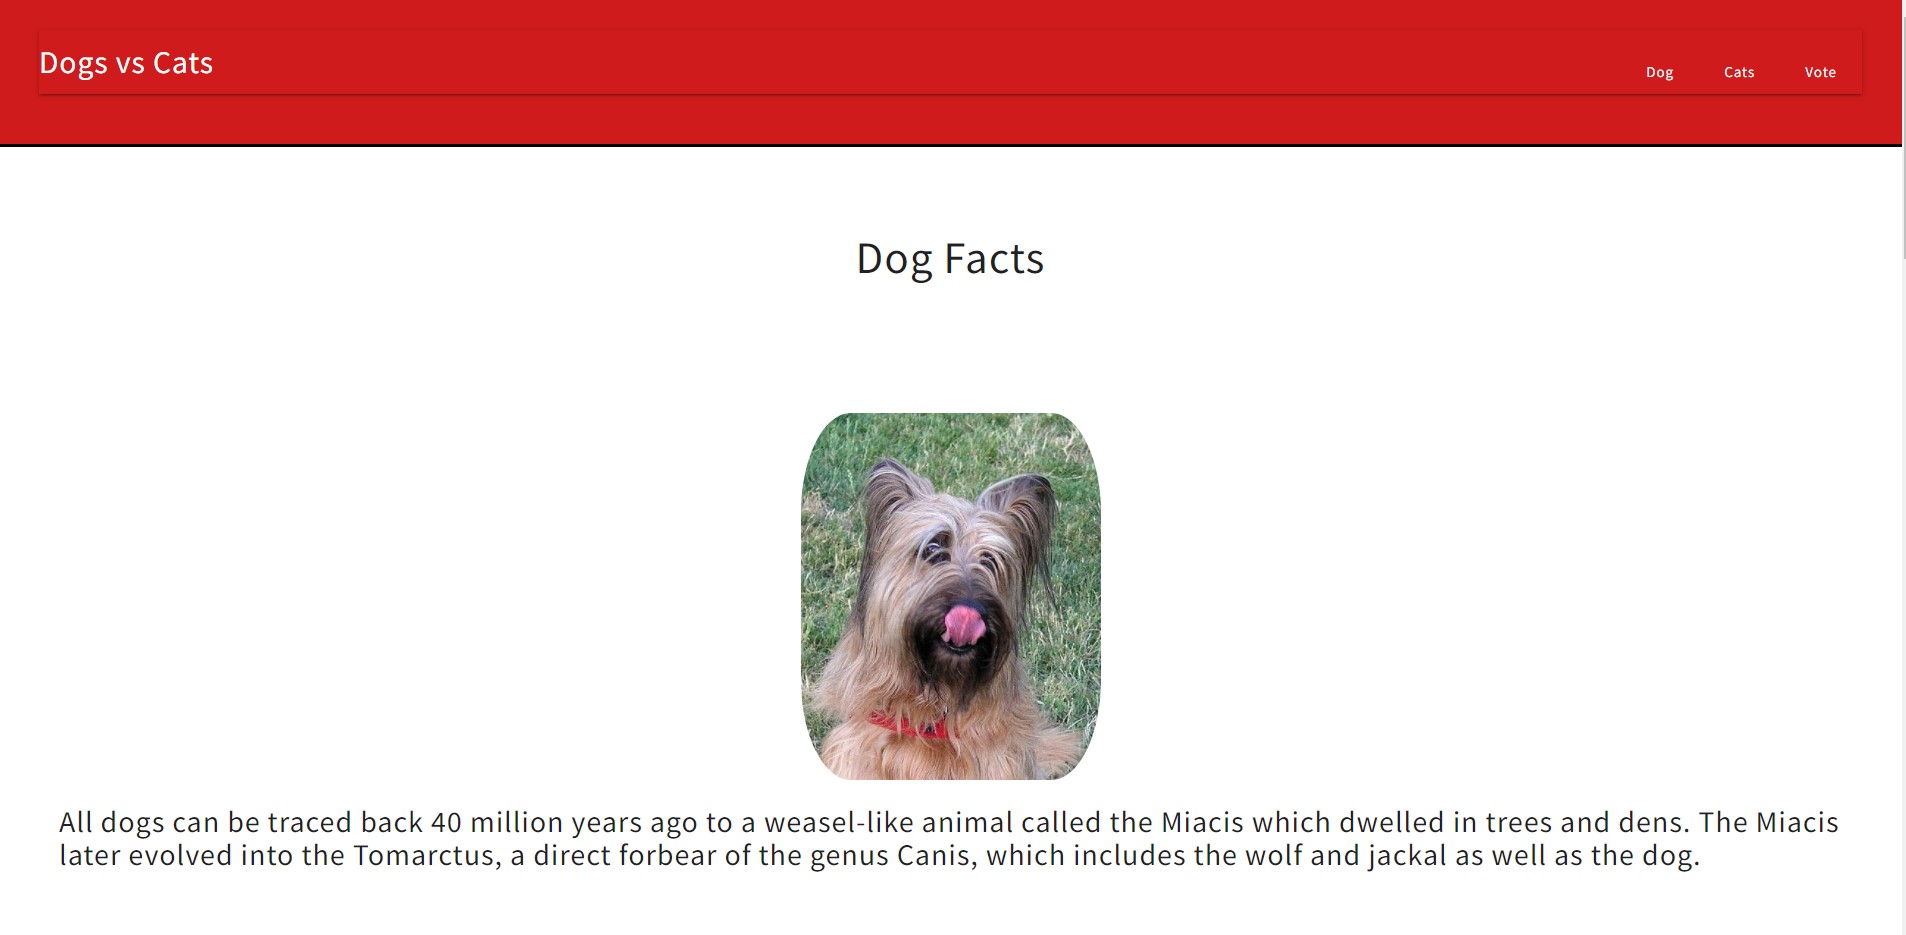 Dogs vs Cats
Dog Cats Vote
Dog Facts
All dogs can be traced back 40 million years ago to a weasel-like animal called the Miacis which dwelled in trees and dens. The Miacis
later evolved into the Tomarctus, a direct forbear of the genus Canis, which includes the wolf and jackal as well as the dog.